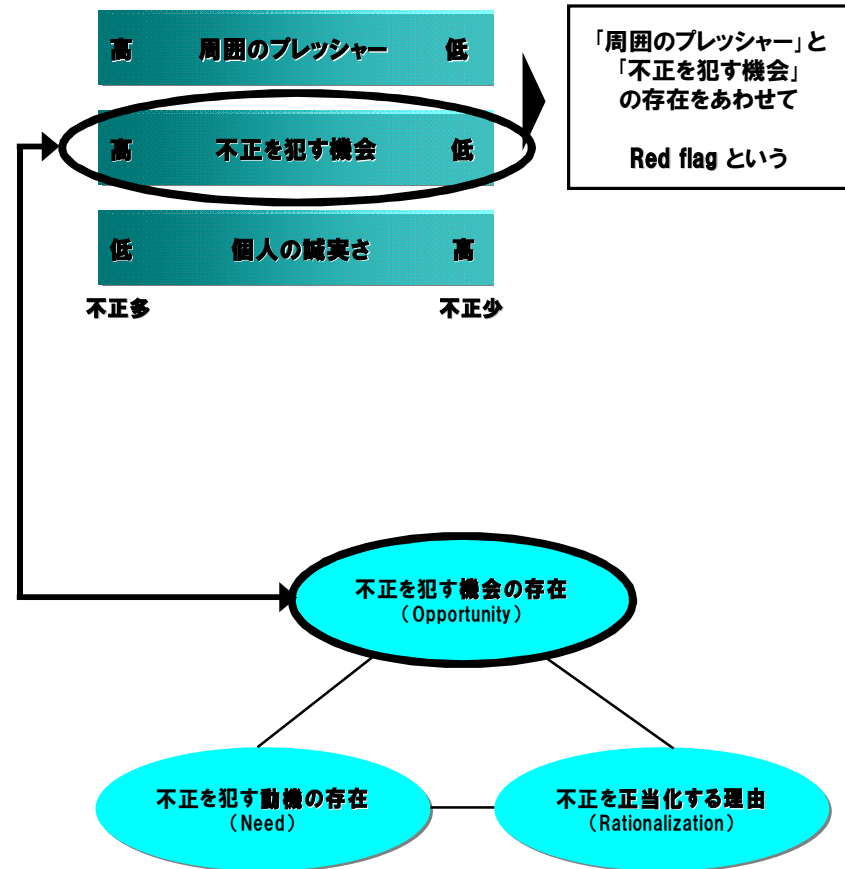 高 周囲のプレッシャー 低
高 不正を犯す機会 低
低 個人の誠実さ 高
不正多 不正少
「周囲のプレッシャー」と
「不正を犯す機会」
の存在をあわせて
Red flag という
不正を犯す機会の存在
（Opportunity）
不正を犯す動機の存在
（Need）
不正を正当化する理由
（Rationalization）